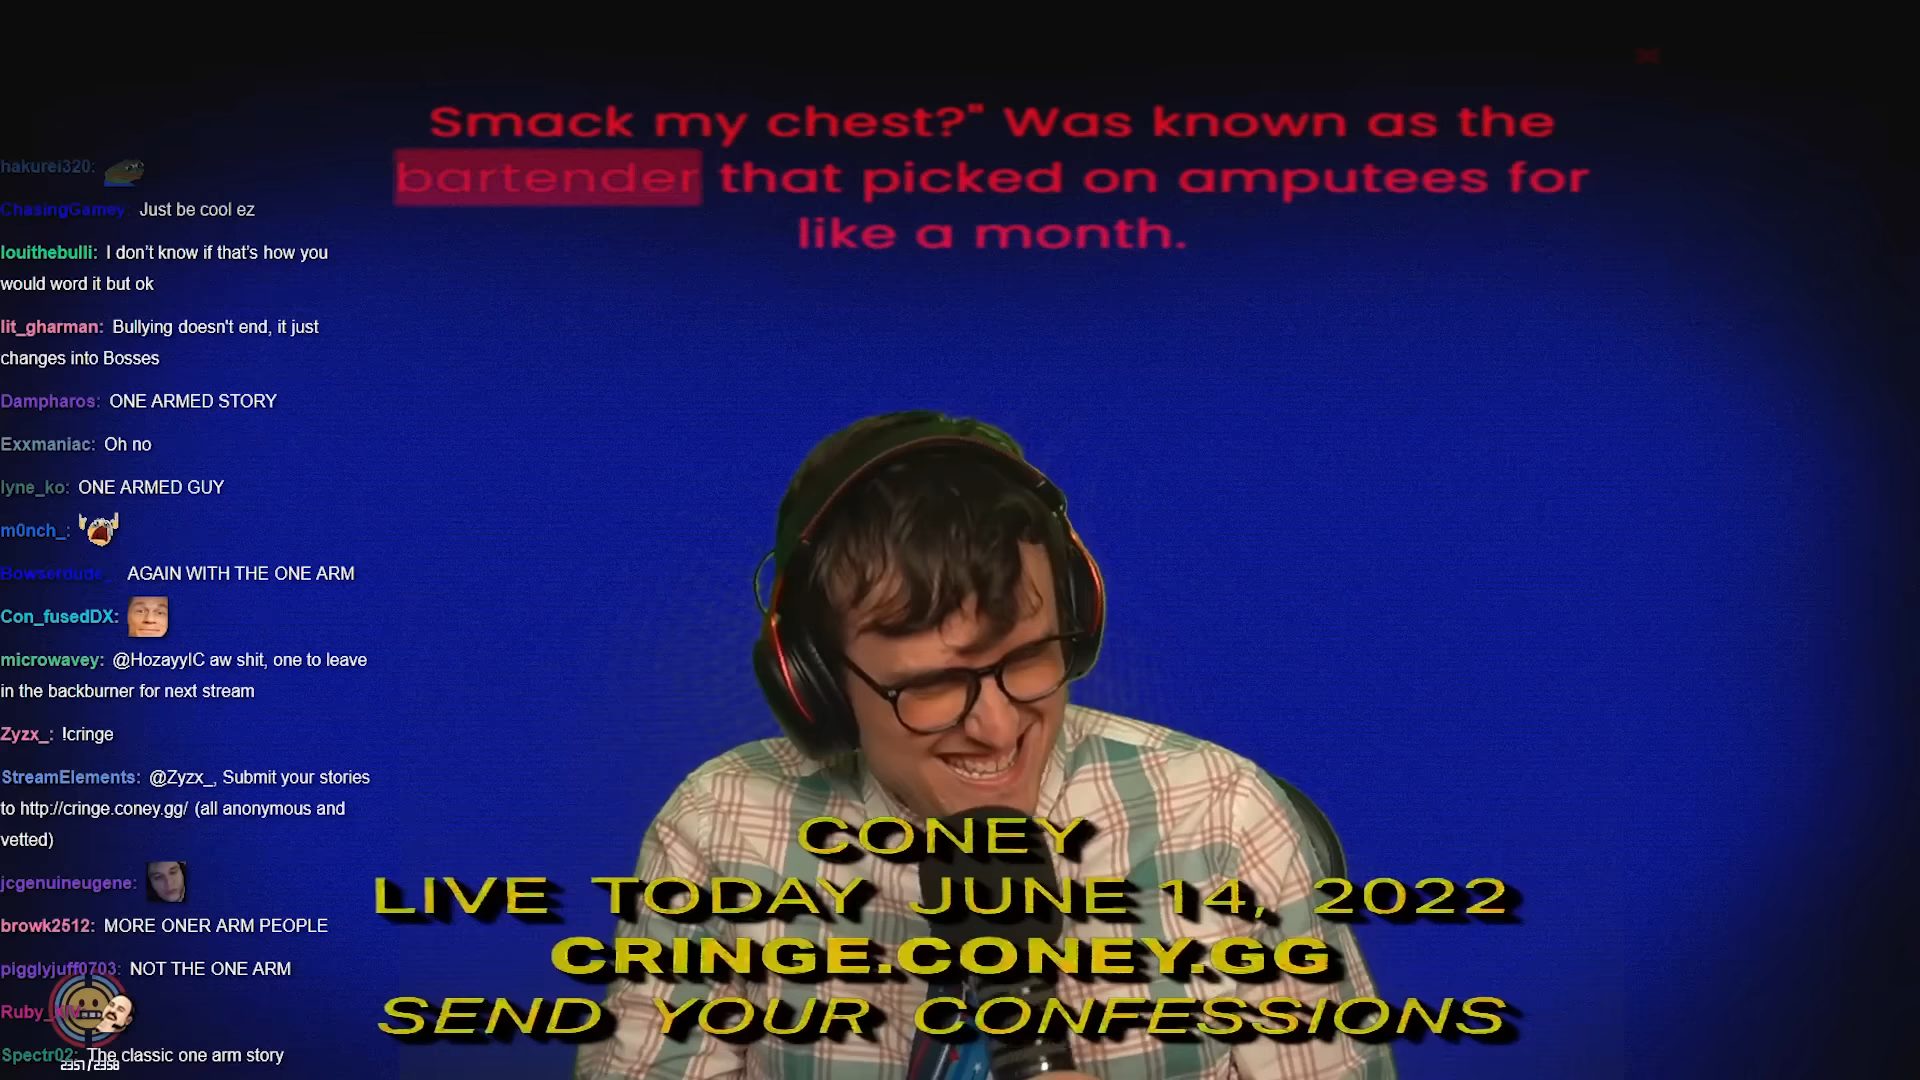 Smack my chest?" Was known as the
bartender that picked on amputees for
like a month.
hakurei320:
ChasingGamey: Just be cool ez
louithebulli: I don't know if that's how you
would word it but ok
lit_gharman: Bullying doesn't end, it just
changes into Bosses
Dampharos: ONE ARMED STORY
Exxmaniac: Oh no
lyne_ko: ONE ARMED GUY
m0nch_:
Bowserdude_ AGAIN WITH THE ONE ARM
Con_fusedDX:
microwavey: @HozayyIC aw shit, one to leave
in the backburner for next stream
Zyzx_: !cringe
StreamElements: @Zyzx_, Submit your stories
to http://cringe.coney.gg/ (all anonymous and
vetted)
jcgenuineugene:
browk2512: MORE ONER ARM PEOPLE
pigglyjuff0703: NOT THE ONE ARM
Spectr02: The classic one arm story
2357/2358
CONEY
LIVE TODAY JUNE 14, 2022
CRINGE.CONEY.GG
SEND YOUR CONFESSIONS